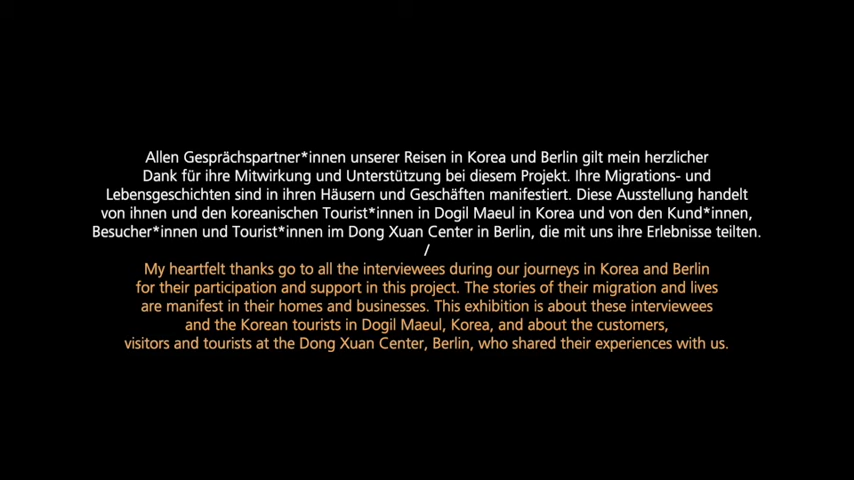 Allen Gesprächspartner*innen unserer Reisen in Korea und Berlin gilt mein herzlicher
Dank für ihre Mitwirkung und Unterstützung bei diesem Projekt. Ihre Migrations- und
Lebensgeschichten sind in ihren Häusern und Geschäften manifestiert. Diese Ausstellung handelt
von ihnen und den koreanischen Tourist*innen in Dogil Maeul in Korea und von den Kund*innen,
Besucher*innen und Tourist*innen im Dong Xuan Center in Berlin, die mit uns ihre Erlebnisse teilten.
/
My heartfelt thanks go to all the interviewees during our journeys in Korea and Berlin
for their participation and support in this project. The stories of their migration and lives
are manifest in their homes and businesses. This exhibition is about these interviewees
and the Korean tourists in Dogil Maeul, Korea, and about the customers,
visitors and tourists at the Dong Xuan Center, Berlin, who shared their experiences with us.